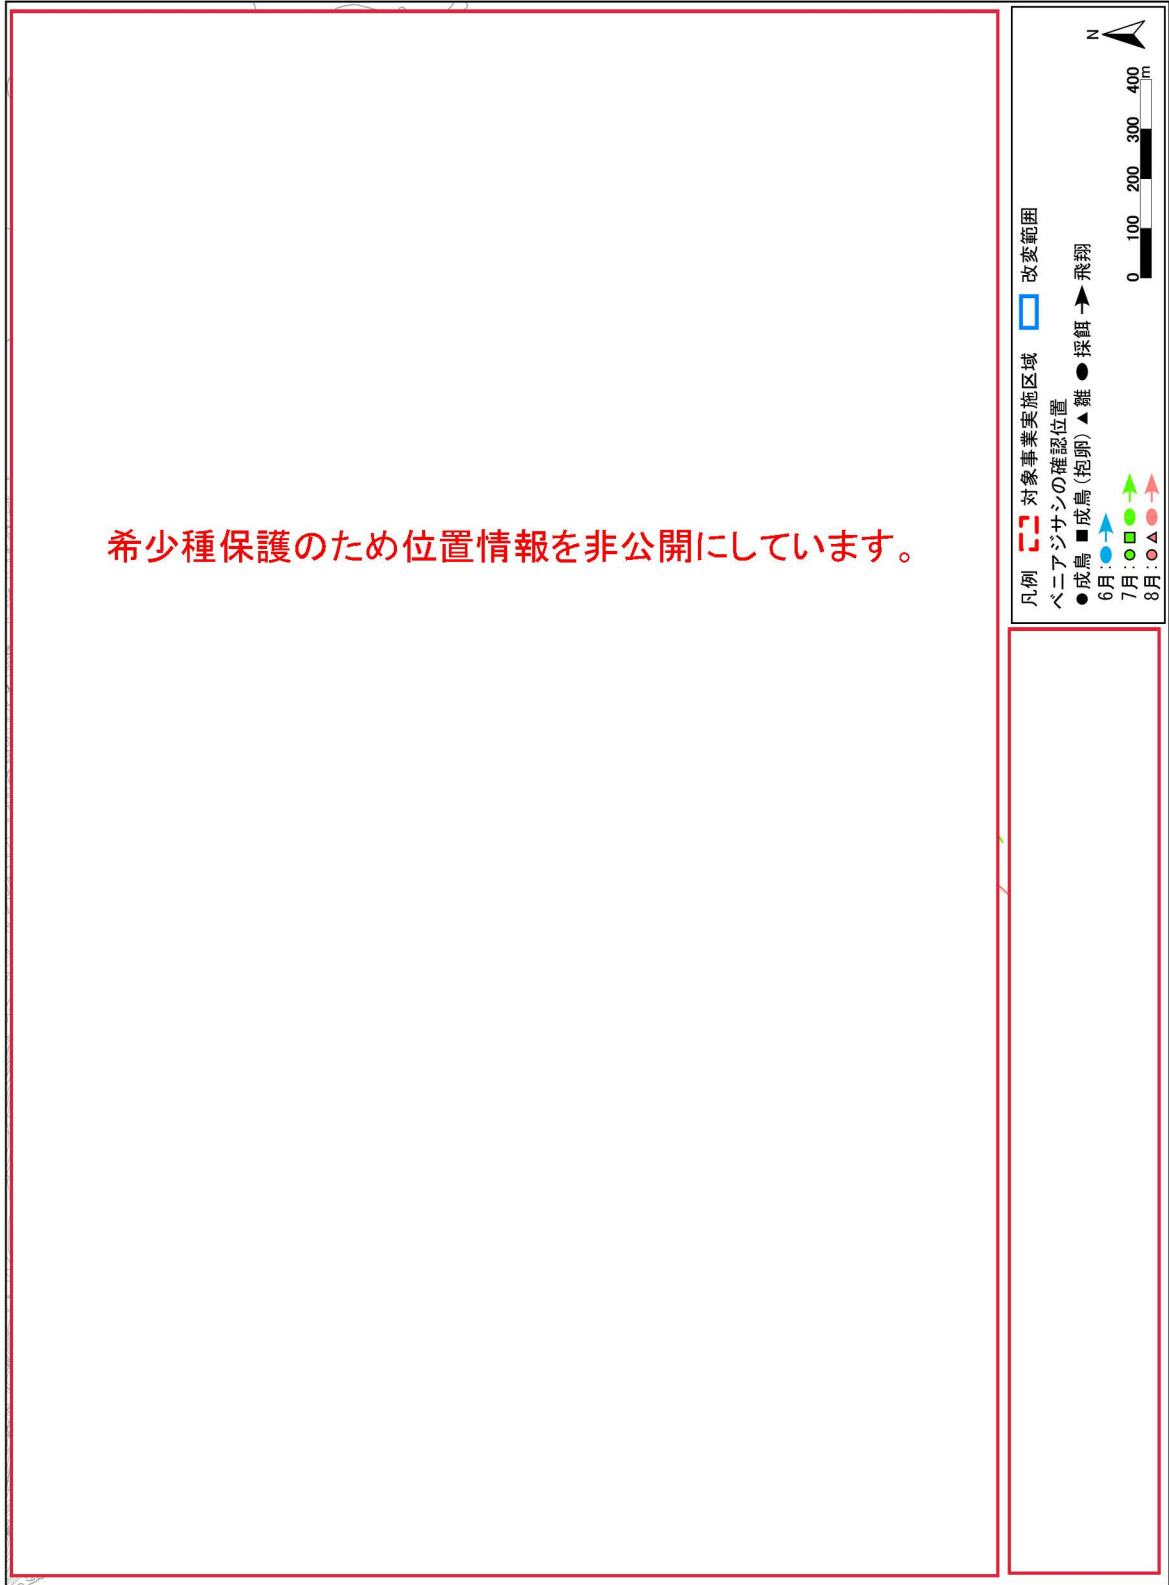 希少種保護のため位置情報を非公開にしています。
凡例 対象事業実施区域 改変範囲
ベニアジサシの確認位置
●成鳥 ■成鳥(抱卵) ▲雛 ●採餌 → 飛翔
6月:
7月:
8月:
N
0 100 200 300 400
m